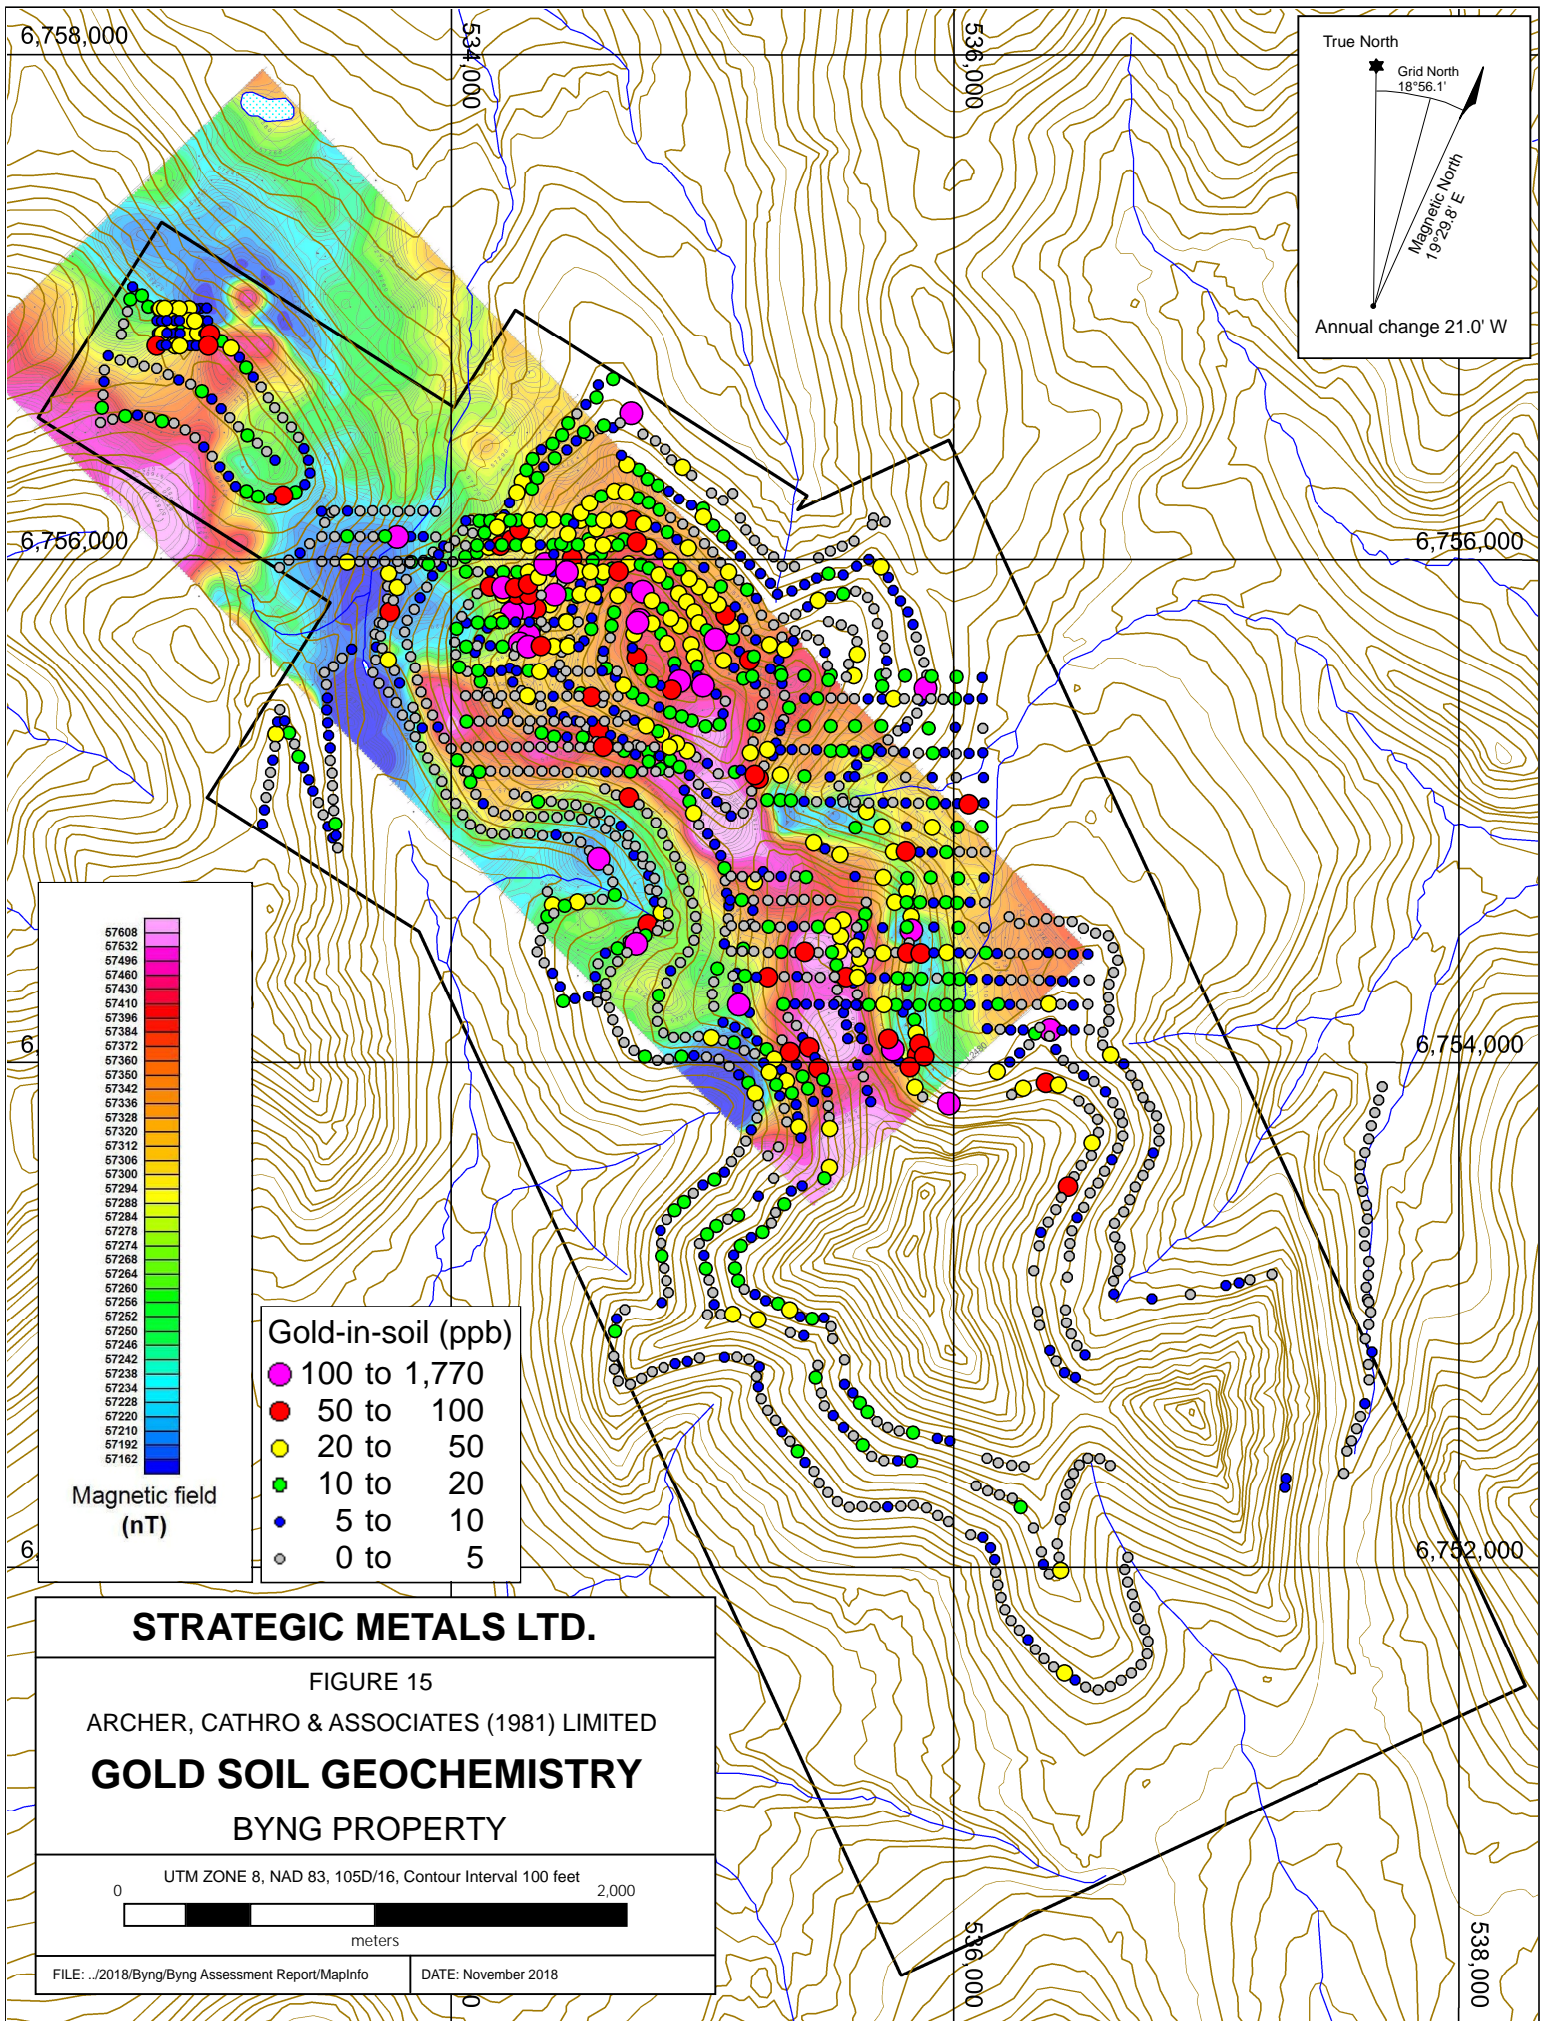 6,758,000
534,000
536,000
True North
Grid North
18°56.1'
Magnetic North
19°29.8' E
Annual change 21.0' W
6,756,000
6,756,000
57608
57532
57496
57460
57430
57410
57396
57384
57372
57360
57350
57342
57336
57328
57320
57312
57306
57300
57294
57288
57284
57278
57274
57268
57264
57260
57256
57252
57250
57246
57242
57238
57234
57228
57220
57210
57192
57162
Magnetic field
(nT)
6,
6,754,000
Gold-in-soil (ppb)
100 to 1,770
50 to 100
20 to 50
10 to 20
5 to 10
0 to 5
6,
6,752,000
STRATEGIC METALS LTD.
FIGURE 15
ARCHER, CATHRO & ASSOCIATES (1981) LIMITED
GOLD SOIL GEOCHEMISTRY
BYNG PROPERTY
UTM ZONE 8, NAD 83, 105D/16, Contour Interval 100 feet
0 2,000
meters
FILE: ../2018/Byng/Byng Assessment Report/MapInfo
DATE: November 2018
0
536,000
538,000